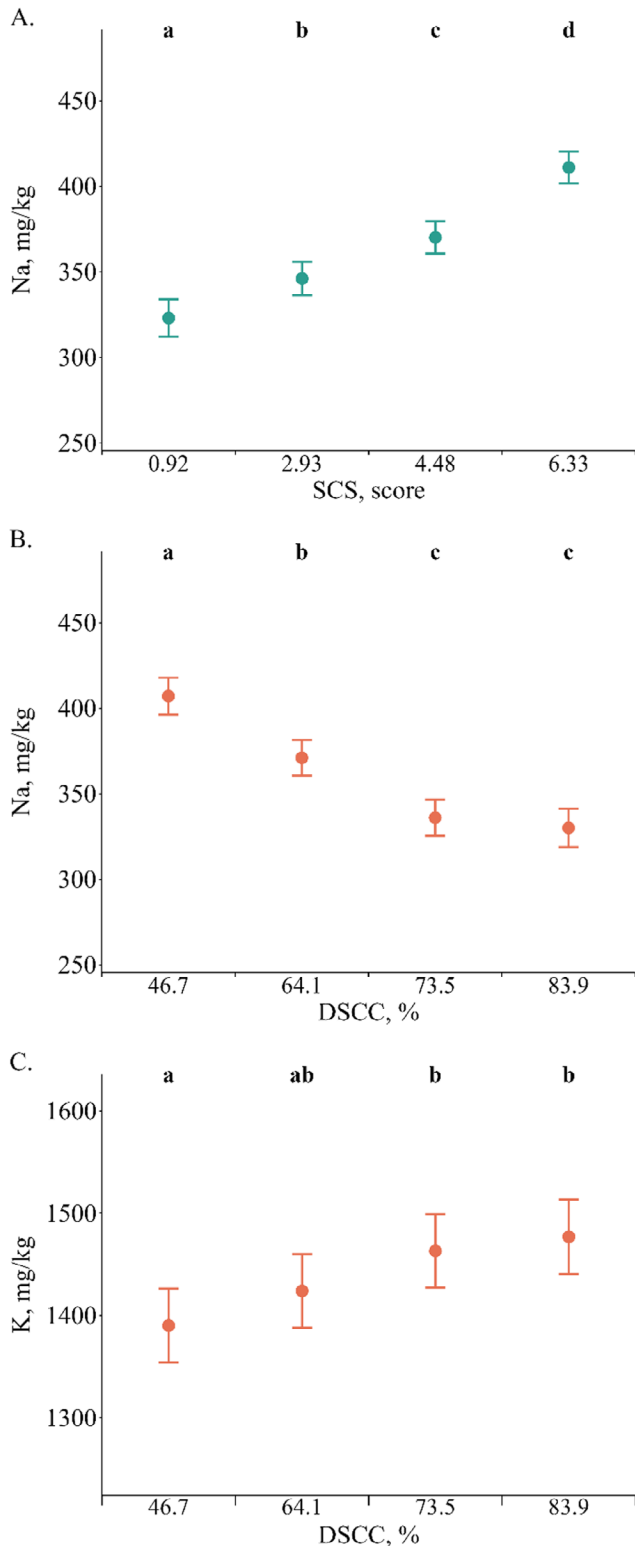 A.
a b c d
450
400
350
300
250
Na, mg/kg
0.92 2.93 4.48 6.33
SCS, score
B.
a b c c
450
400
350
300
250
Na, mg/kg
46.7 64.1 73.5 83.9
DSCC, %
C.
a ab b b
1600
1500
1400
1300
K, mg/kg
46.7 64.1 73.5 83.9
DSCC, %